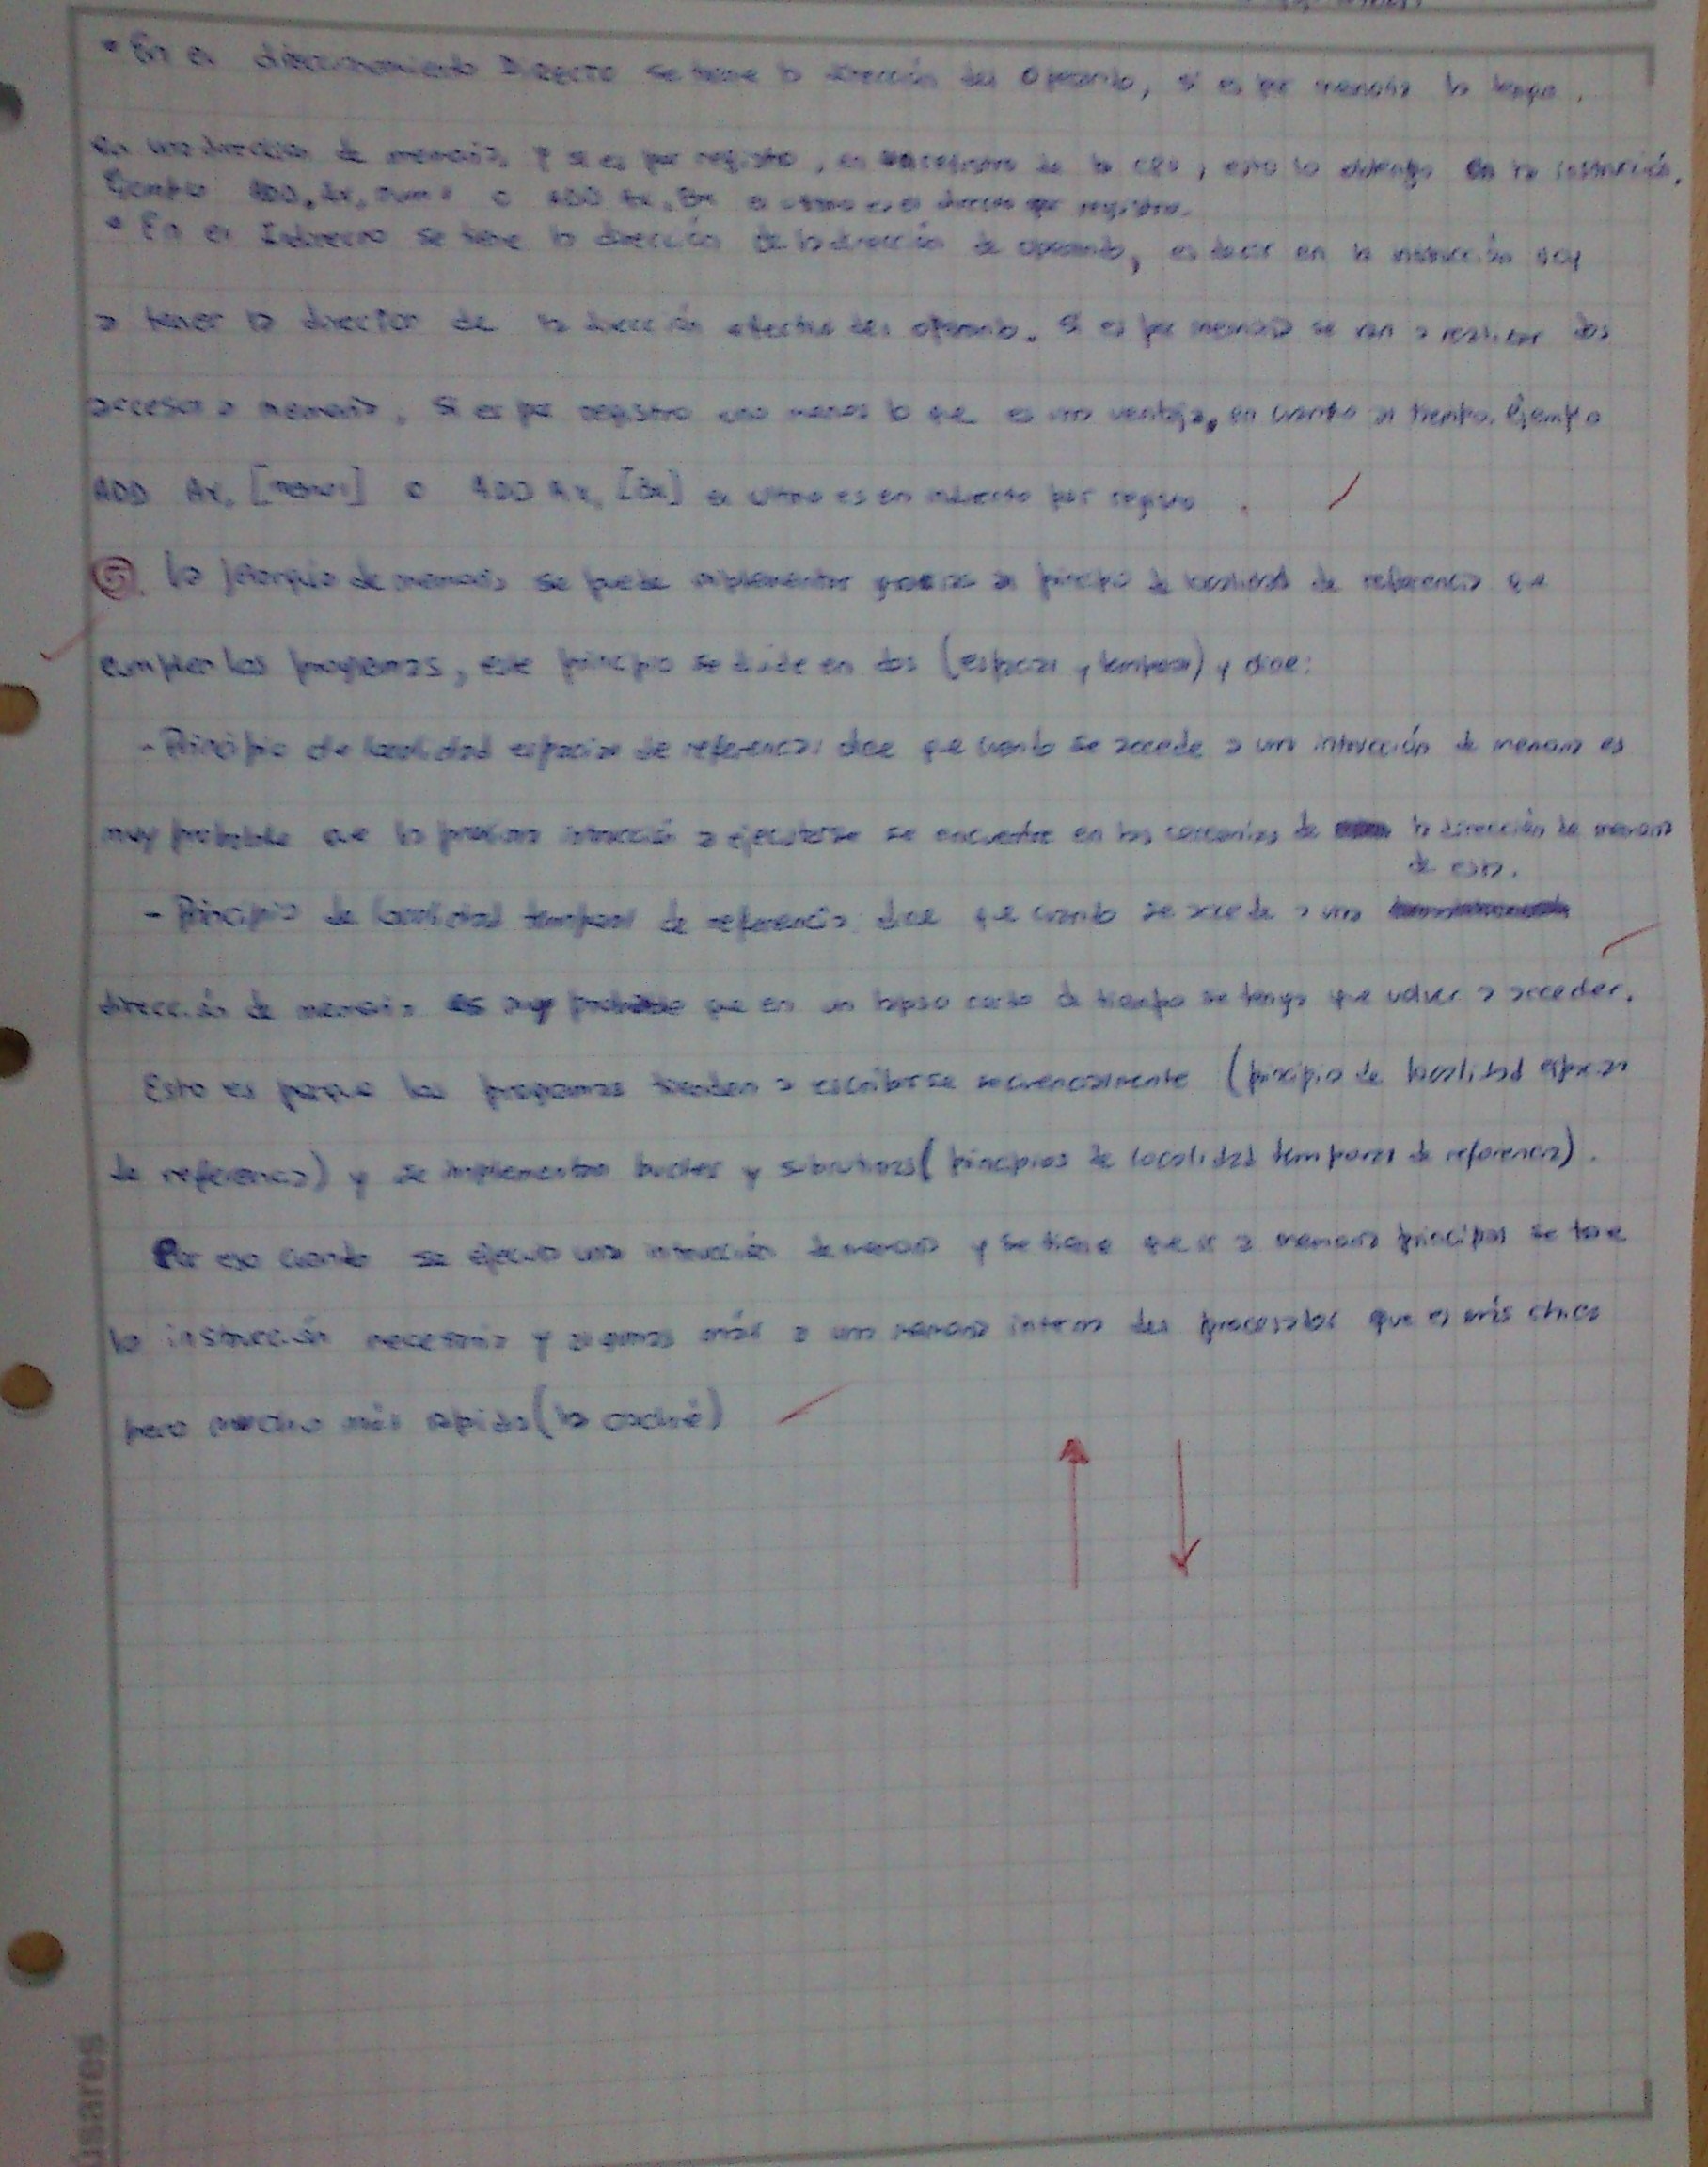 • En el direccionamiento Directo se tiene la dirección del operando, si es por memoria la tengo
en una dirección de memoria, y si es por registro, en un registro de la CPU, esto lo obtengo en la instrucción.
Ejemplo ADD, AX, num1 o ADD AX, BX el ultimo es el directo por registro.
• En el Indirecto se tiene la dirección de la dirección de operando, es decir en la instrucción voy
a tener la direccion de la dirección efectiva del operando. Si es por memoria se van a realizar dos
accesos a memoria, si es por registro uno menos lo que es una ventaja, en cuanto al tiempo. Ejemplo
ADD AX, [num1] o ADD AX, [BX] el ultimo es en indirecto por registro
5. La jerarquía de memoria se puede implementar gracias al principio de localidad de referencia que
cumplen los programas, este principio se divide en dos (espacial y temporal) y dice:
- Principio de localidad espacial de referencia: dice que cuando se accede a una intrucción de memoria es
muy probable que la proxima intrucción a ejecutarse se encuentre en las cercanías de la dirección de memoria
de esta.
- Principio de localidad temporal de referencia: dice que cuando se accede a una
dirección de memoria es muy probable que en un lapso corto de tiempo se tenga que volver a acceder.
Esto es porque los programas tienden a escribirse secuencialmente (principio de localidad espacial
de referencia) y se implementan bucles y subrutinas (principios de localidad temporal de referencia).
Por eso cuando se ejecuta una intrucción de memoria y se tiene que ir a memoria principal se trae
la instrucción necesaria y algunas más a una memoria interna del procesador que es más chica
pero mucho más rapida (la caché)
úsares